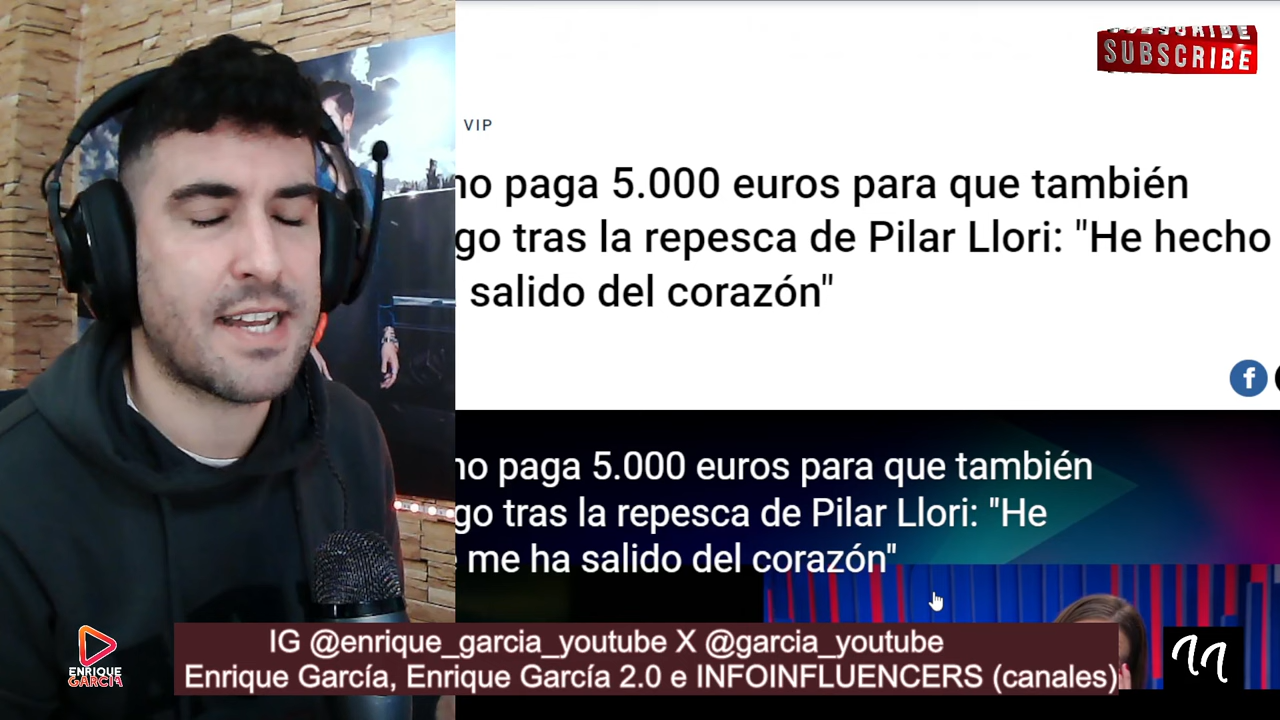 SUBSCRIBE
SUBSCRIBE
VIP
no paga 5.000 euros para que también
go tras la repesca de Pilar Llori: "He hecho
salido del corazón"
f
no paga 5.000 euros para que también
go tras la repesca de Pilar Llori: "He
me ha salido del corazón"
IG @enrique_garcia_youtube X @garcia_youtube
Enrique García, Enrique García 2.0 e INFOINFLUENCERS (canales)
ENRIQUE
GARCÍA